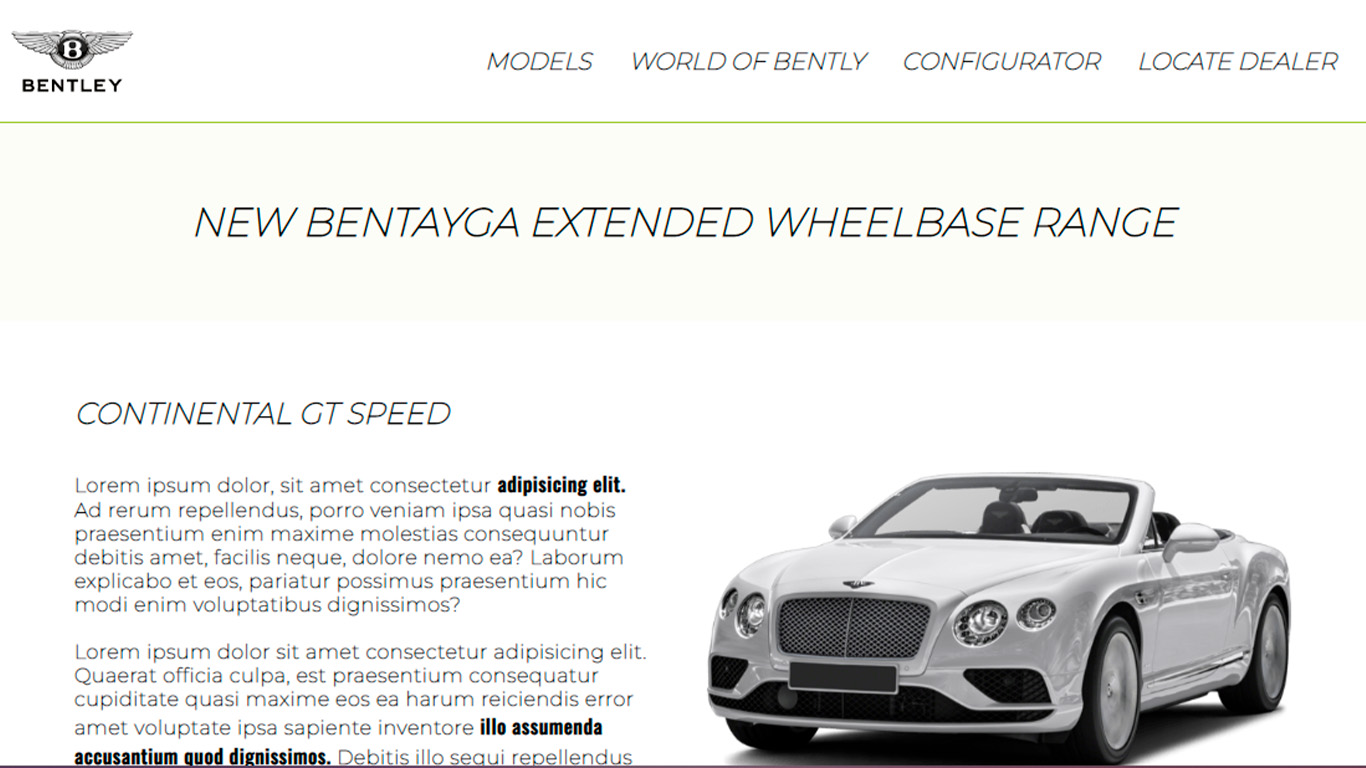 B
BENTLEY
MODELS WORLD OF BENTLY CONFIGURATOR LOCATE DEALER
NEW BENTAYGA EXTENDED WHEELBASE RANGE
CONTINENTAL GT SPEED
Lorem ipsum dolor, sit amet consectetur adipisicing elit.
Ad rerum repellendus, porro veniam ipsa quasi nobis
praesentium enim maxime molestias consequuntur
debitis amet, facilis neque, dolore nemo ea? Laborum
explicabo et eos, pariatur possimus praesentium hic
modi enim voluptatibus dignissimos?
Lorem ipsum dolor sit amet consectetur adipisicing elit.
Quaerat officia culpa, est praesentium consequatur
cupiditate quasi maxime eos ea harum reiciendis error
amet voluptate ipsa sapiente inventore illo assumenda
accusantium quod dignissimos. Debitis illo sequi repellendus